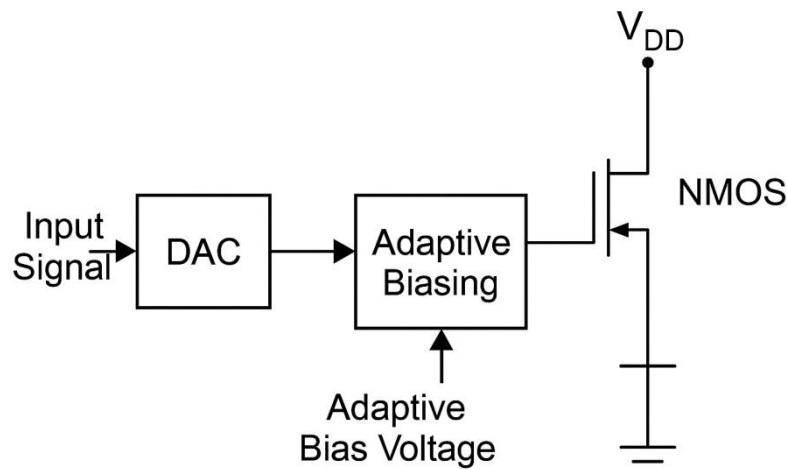 V_DD
NMOS
Input
Signal
DAC
Adaptive
Biasing
Adaptive
Bias Voltage